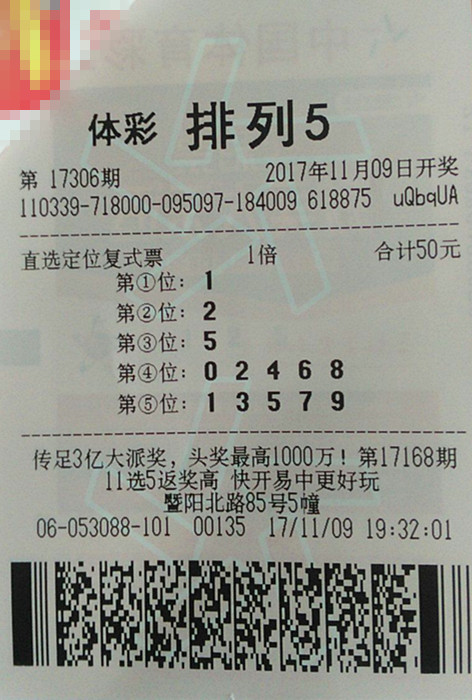 体彩 排列5
第 17306期 2017年11月09日开奖
110339-718000-095097-184009 618875 uQbqUA
直选定位复式票 1倍 合计50元
第①位: 1
第②位: 2
第③位: 5
第④位: 0 2 4 6 8
第⑤位: 1 3 5 7 9
传足3亿大派奖，头奖最高1000万！第17168期
11选5返奖高 快开易中更好玩
暨阳北路85号5幢
06-053088-101 00135 17/11/09 19:32:01